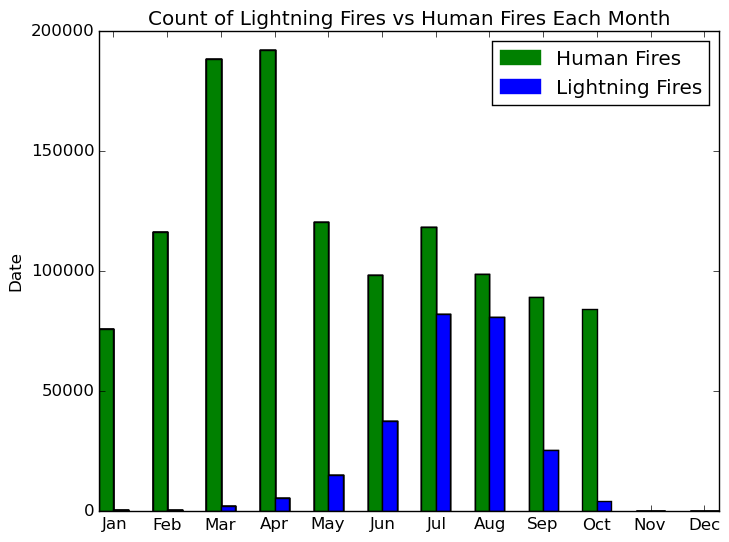 Count of Lightning Fires vs Human Fires Each Month
200000
150000
100000
50000
0
Date
Human Fires
Lightning Fires
Jan Feb Mar Apr May Jun Jul Aug Sep Oct Nov Dec